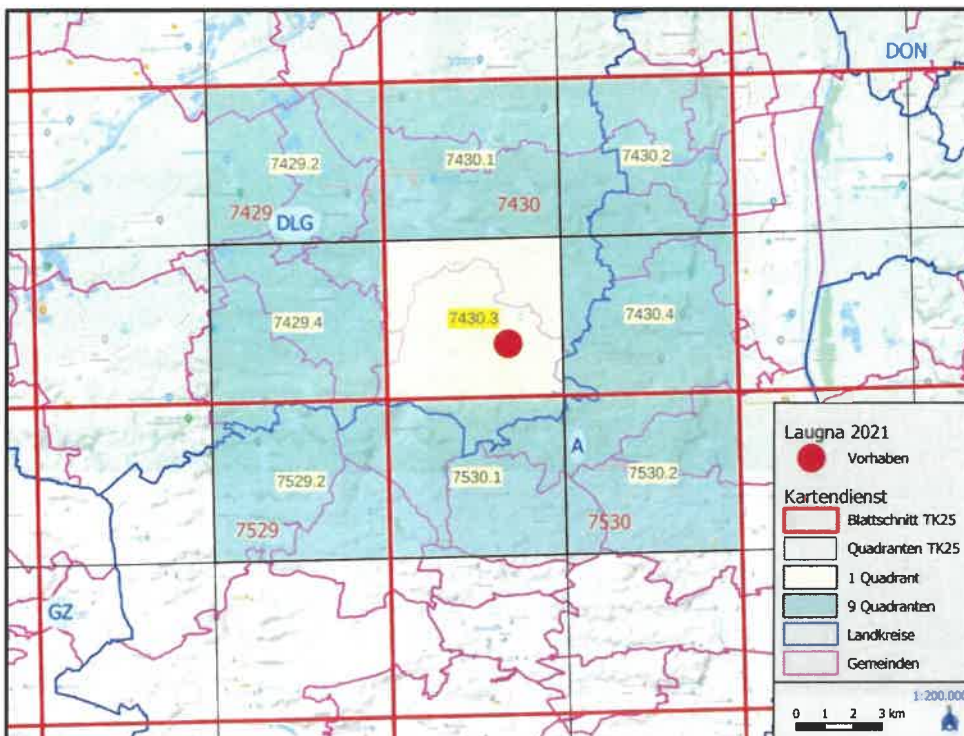 DON
7429.2
7430.1
7430.2
7429
DLG
7430
7429.4
7430.3
7430.4
7529.2
7530.1
A
7530.2
7529
7530
GZ
Laugna 2021
Vorhaben
Kartendienst
Blattschnitt TK25
Quadranten TK25
1 Quadrant
9 Quadranten
Landkreise
Gemeinden
1:200.000
0 1 2 3 km